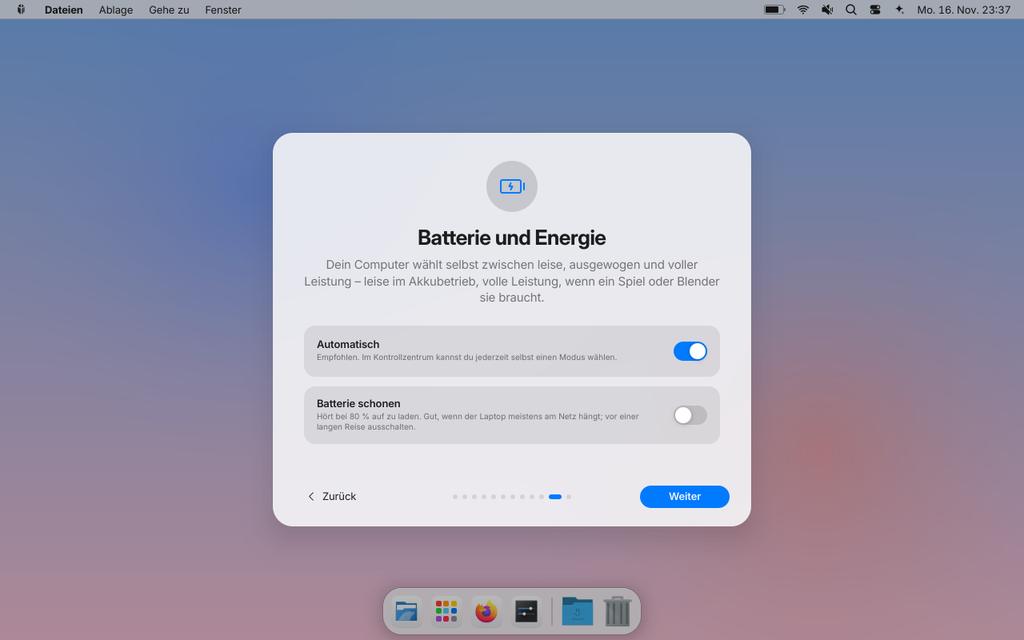 Dateien Ablage Gehe zu Fenster Mo. 16. Nov. 23:37
Batterie und Energie
Dein Computer wählt selbst zwischen leise, ausgewogen und voller
Leistung – leise im Akkubetrieb, volle Leistung, wenn ein Spiel oder Blender
sie braucht.
Automatisch
Empfohlen. Im Kontrollzentrum kannst du jederzeit selbst einen Modus wählen.
Batterie schonen
Hört bei 80 % auf zu laden. Gut, wenn der Laptop meistens am Netz hängt; vor einer
langen Reise ausschalten.
Zurück Weiter